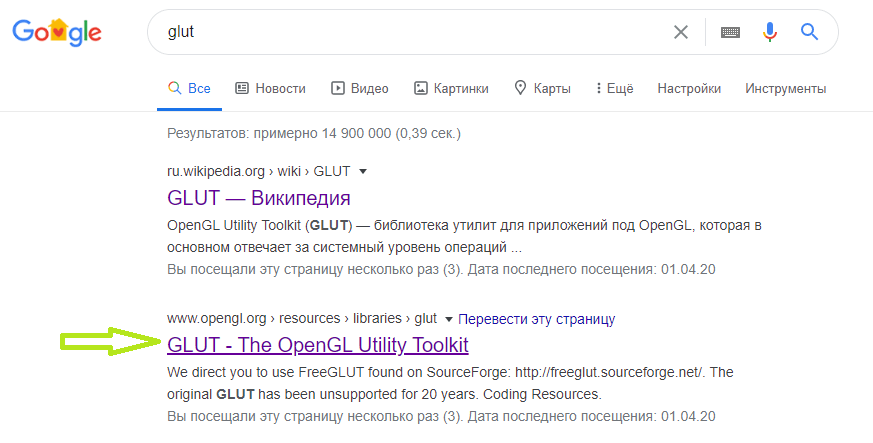 Google
glut
Все Новости Видео Картинки Карты Ещё Настройки Инструменты
Результатов: примерно 14 900 000 (0,39 сек.)
ru.wikipedia.org › wiki › GLUT
GLUT — Википедия
OpenGL Utility Toolkit (GLUT) — библиотека утилит для приложений под OpenGL, которая в
основном отвечает за системный уровень операций ...
Вы посещали эту страницу несколько раз (3). Дата последнего посещения: 01.04.20
www.opengl.org › resources › libraries › glut Перевести эту страницу
GLUT - The OpenGL Utility Toolkit
We direct you to use FreeGLUT found on SourceForge: http://freeglut.sourceforge.net/. The
original GLUT has been unsupported for 20 years. Coding Resources.
Вы посещали эту страницу несколько раз (3). Дата последнего посещения: 01.04.20